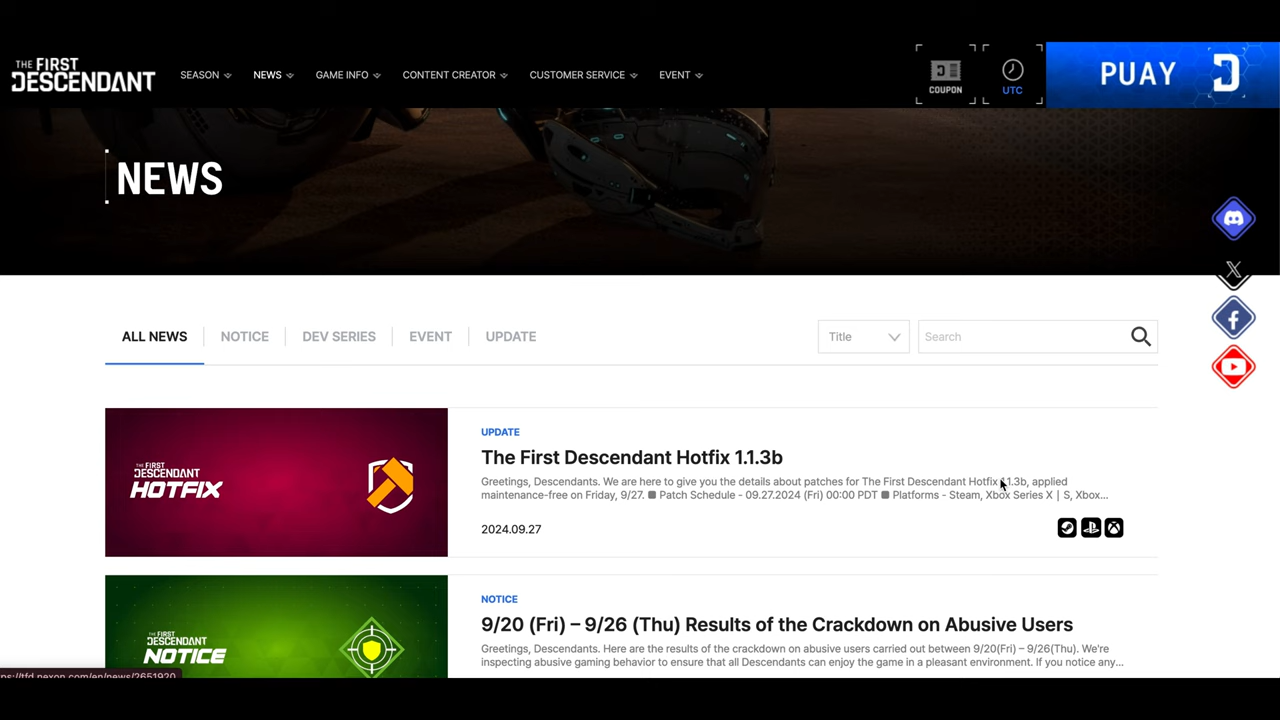 THE FIRST
DESCENDANT
SEASON
NEWS
GAME INFO
CONTENT CREATOR
CUSTOMER SERVICE
EVENT
COUPON
UTC
PUAY
NEWS
ALL NEWS
NOTICE
DEV SERIES
EVENT
UPDATE
Title
Search
THE FIRST
DESCENDANT
HOTFIX
UPDATE
The First Descendant Hotfix 1.1.3b
Greetings, Descendants. We are here to give you the details about patches for The First Descendant Hotfix 1.1.3b, applied
maintenance-free on Friday, 9/27. ■ Patch Schedule - 09.27.2024 (Fri) 00:00 PDT ■ Platforms - Steam, Xbox Series X | S, Xbox...
2024.09.27
THE FIRST
DESCENDANT
NOTICE
NOTICE
9/20 (Fri) – 9/26 (Thu) Results of the Crackdown on Abusive Users
Greetings, Descendants. Here are the results of the crackdown on abusive users carried out between 9/20(Fri) – 9/26(Thu). We're
inspecting abusive gaming behavior to ensure that all Descendants can enjoy the game in a pleasant environment. If you notice any...
ps://tfd.nexon.com/en/news/2651920